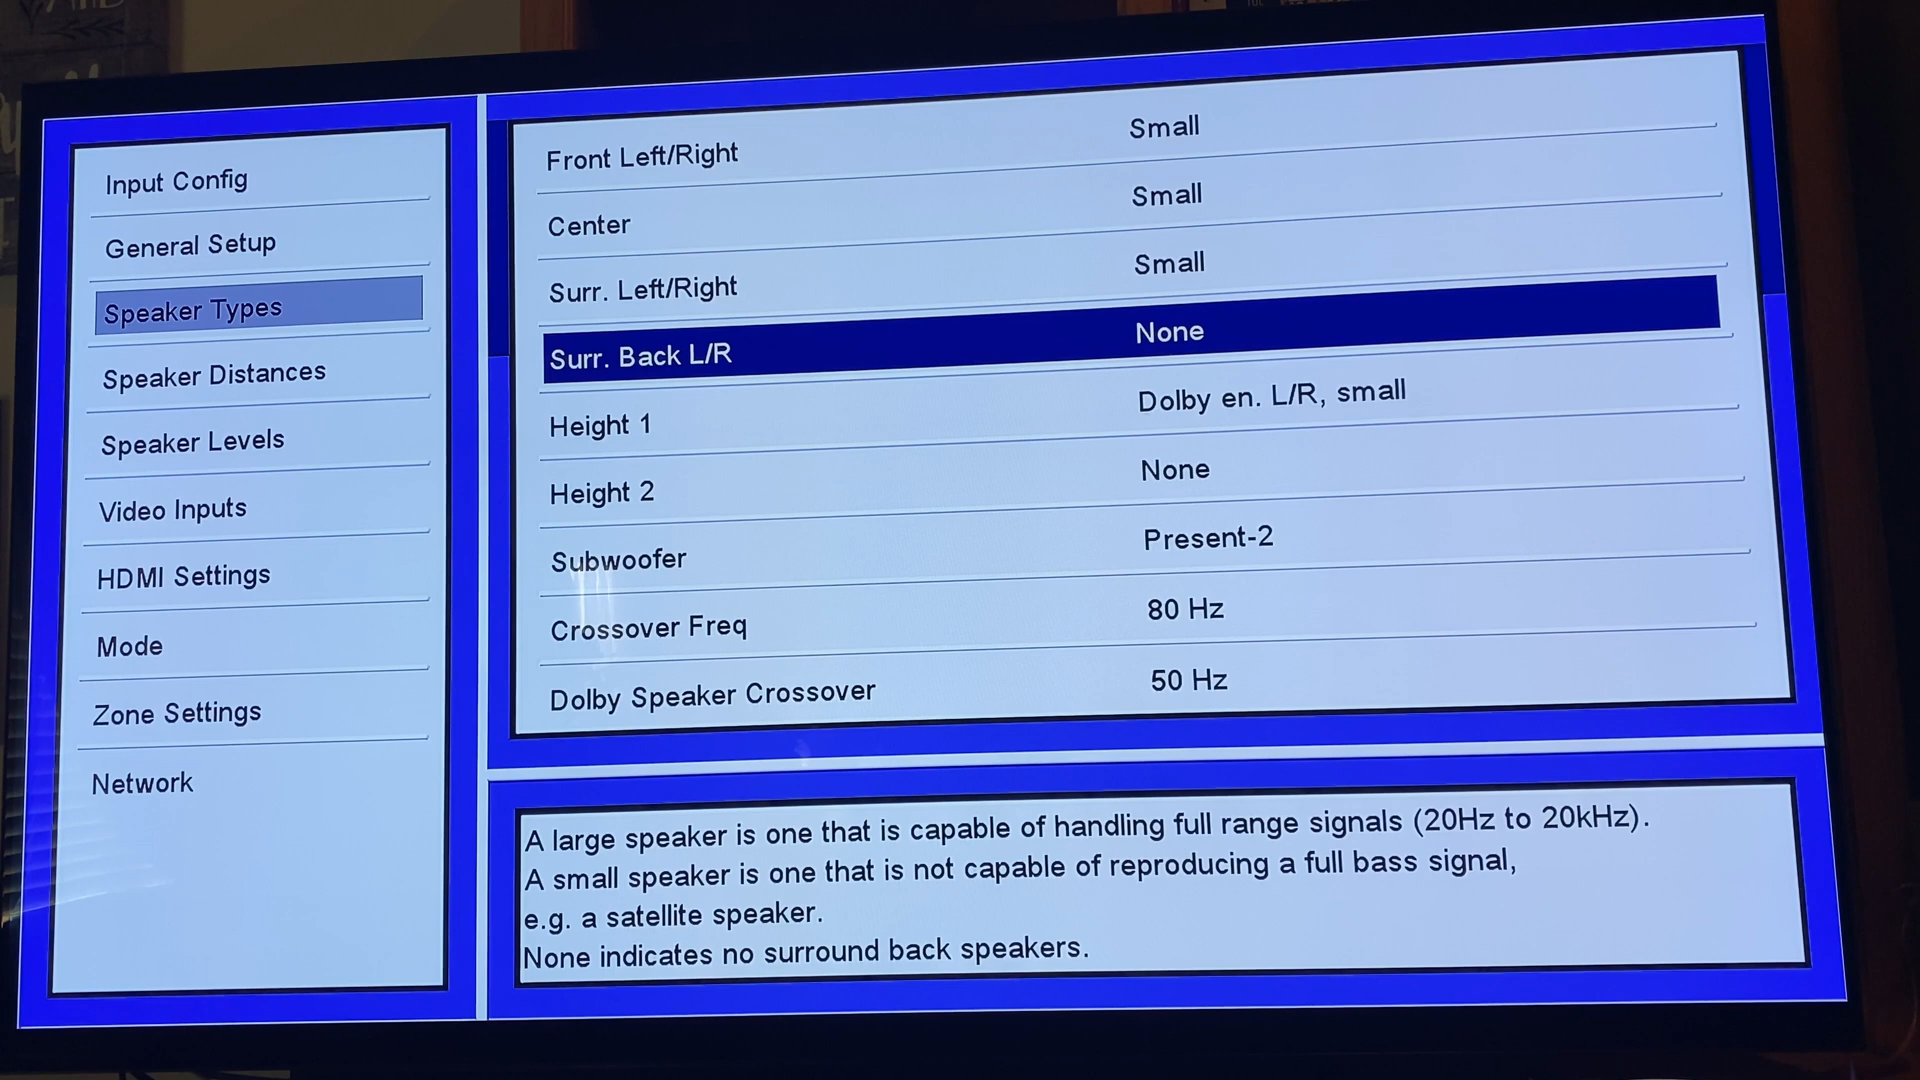 Input Config
General Setup
Speaker Types
Speaker Distances
Speaker Levels
Video Inputs
HDMI Settings
Mode
Zone Settings
Network
Front Left/Right Small
Center Small
Surr. Left/Right Small
Surr. Back L/R None
Height 1 Dolby en. L/R, small
Height 2 None
Subwoofer Present-2
Crossover Freq 80 Hz
Dolby Speaker Crossover 50 Hz
A large speaker is one that is capable of handling full range signals (20Hz to 20kHz).
A small speaker is one that is not capable of reproducing a full bass signal,
e.g. a satellite speaker.
None indicates no surround back speakers.